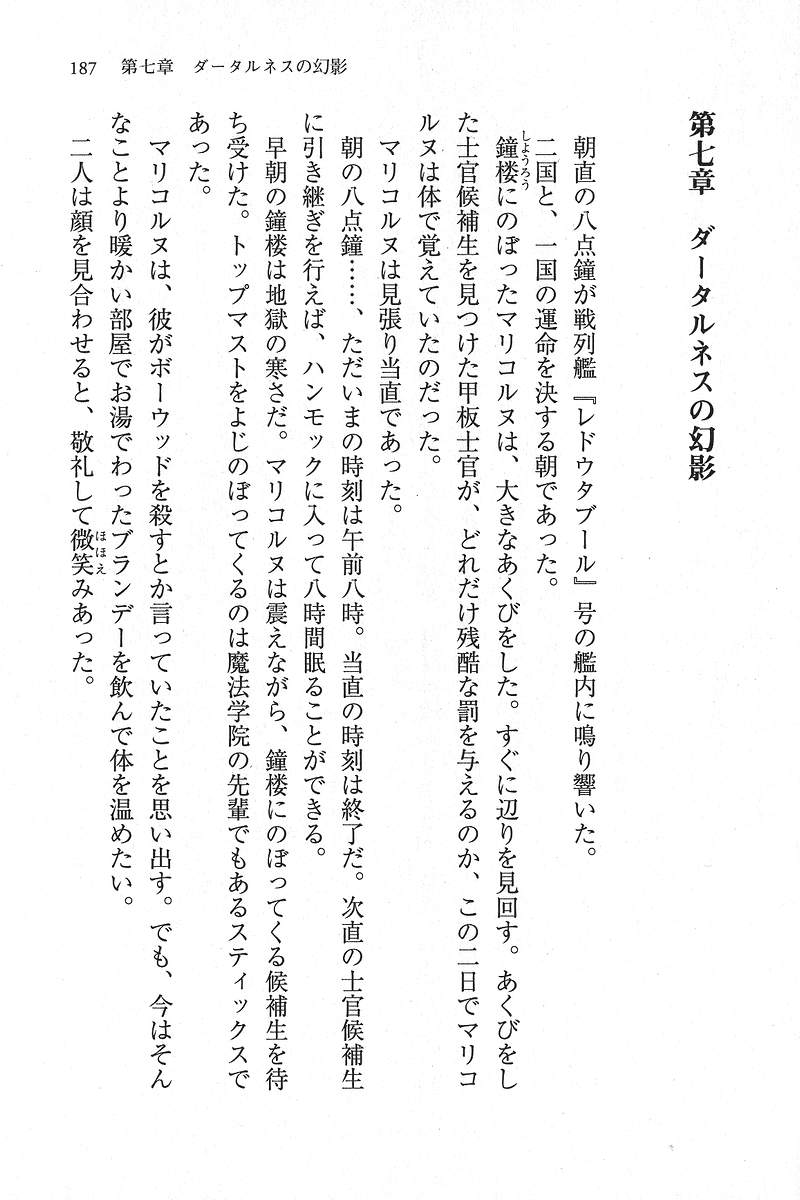 187　第七章　ダータルネスの幻影
第七章　ダータルネスの幻影
　朝直の八点鐘が戦列艦『レドウタブール』号の艦内に鳴り響いた。
　二国と、一国の運命を決する朝であった。
　鐘楼にのぼったマリコルヌは、大きなあくびをした。すぐに辺りを見回す。あくびをし
しょうろう
た士官候補生を見つけた甲板士官が、どれだけ残酷な罰を与えるのか、この二日でマリコ
ルヌは体で覚えていたのだった。
　マリコルヌは見張り当直であった。
　朝の八点鐘……、ただいまの時刻は午前八時。当直の時刻は終了だ。次直の士官候補生
に引き継ぎを行えば、ハンモックに入って八時間眠ることができる。
　早朝の鐘楼は地獄の寒さだ。マリコルヌは震えながら、鐘楼にのぼってくる候補生を待
ち受けた。トップマストをよじのぼってくるのは魔法学院の先輩でもあるスティックスで
あった。
　マリコルヌは、彼がボーウッドを殺すとか言っていたことを思い出す。でも、今はそん
なことより暖かい部屋でお湯でわったブランデーを飲んで体を温めたい。
　二人は顔を見合わせると、敬礼して微笑みあった。
ほほえ